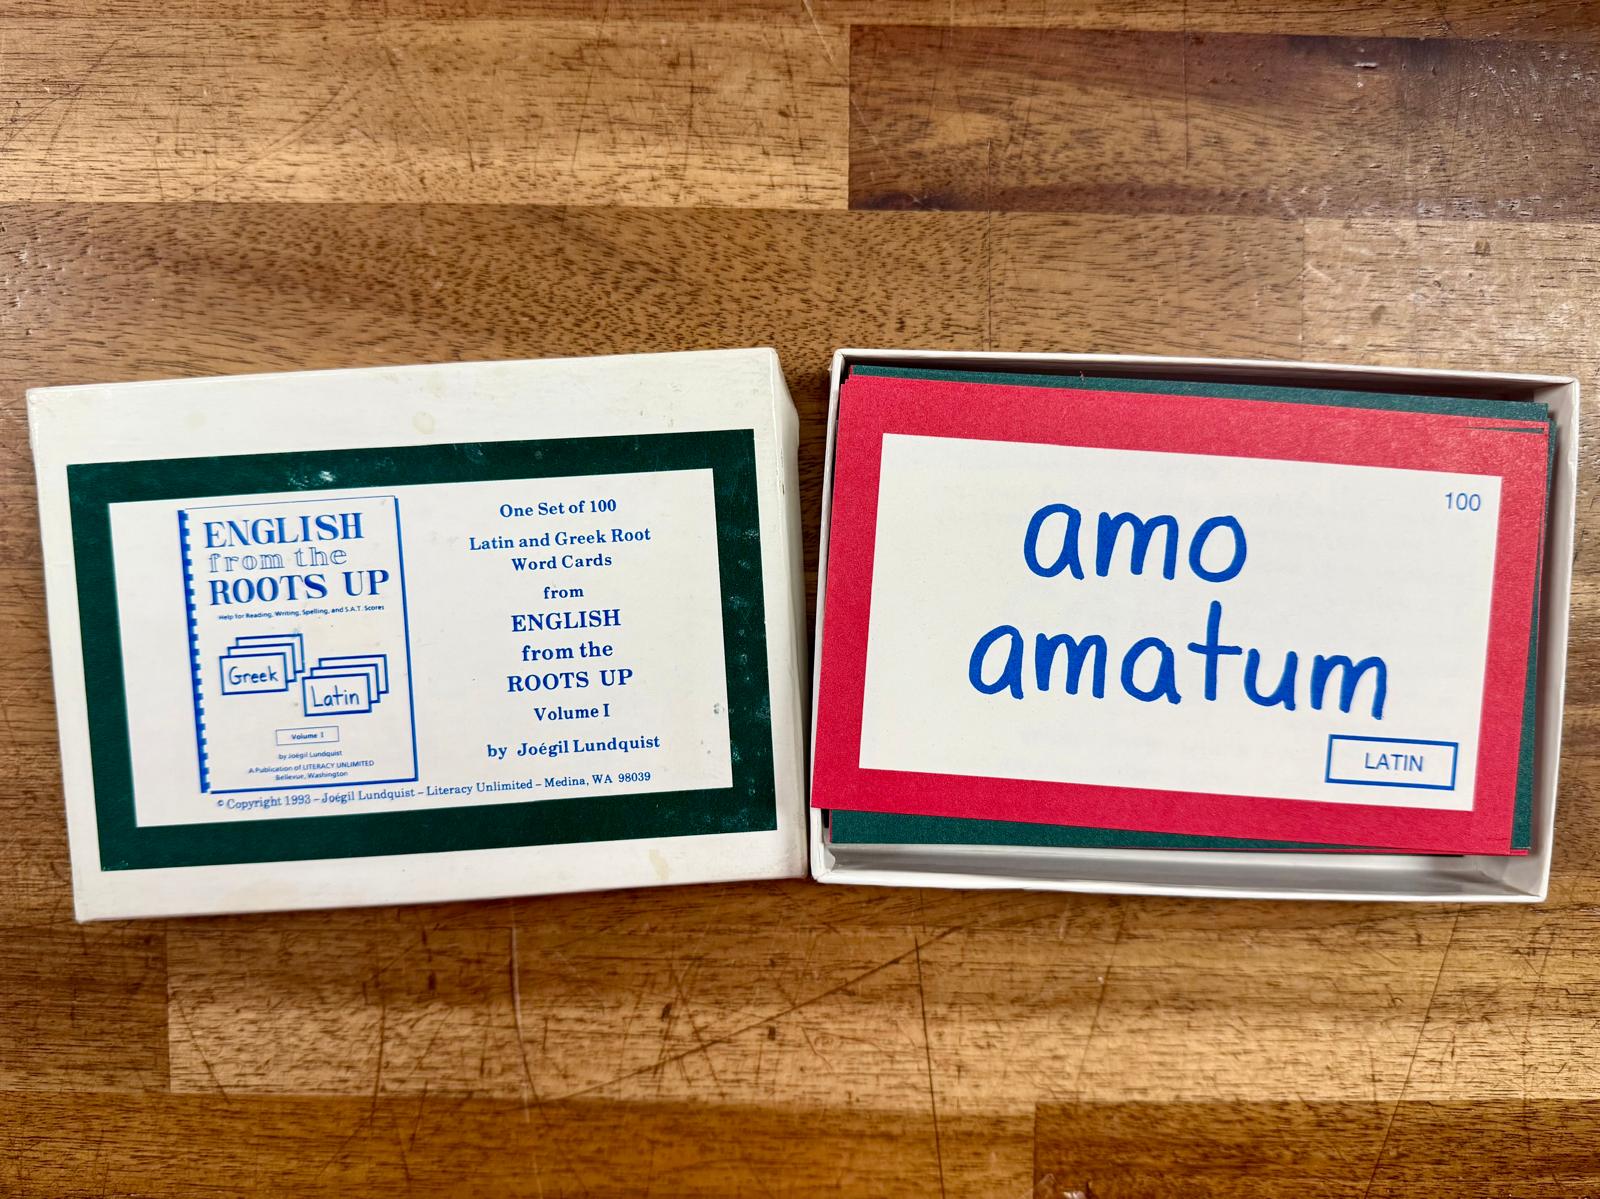 ENGLISH
from the
ROOTS UP
Help for Reading, Writing, Spelling, and S.A.T. Scores
Greek
Latin
Volume I
by Joégil Lundquist
A Publication of LITERACY UNLIMITED
Bellevue, Washington
One Set of 100
Latin and Greek Root
Word Cards
from
ENGLISH
from the
ROOTS UP
Volume I
by Joégil Lundquist
© Copyright 1993 – Joégil Lundquist – Literacy Unlimited – Medina, WA 98039
100
amo
amatum
LATIN